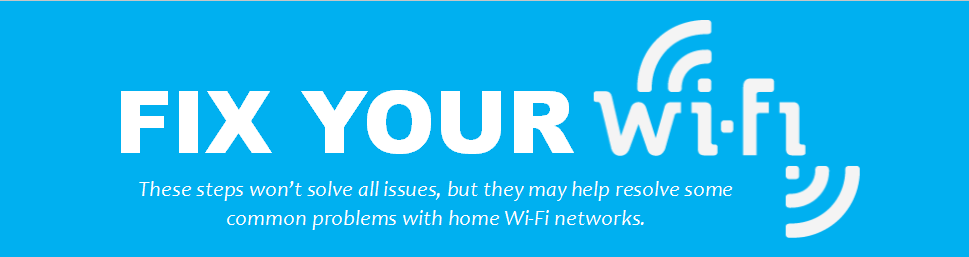 FIX YOUR Wi-Fi
These steps won't solve all issues, but they may help resolve some
common problems with home Wi-Fi networks.